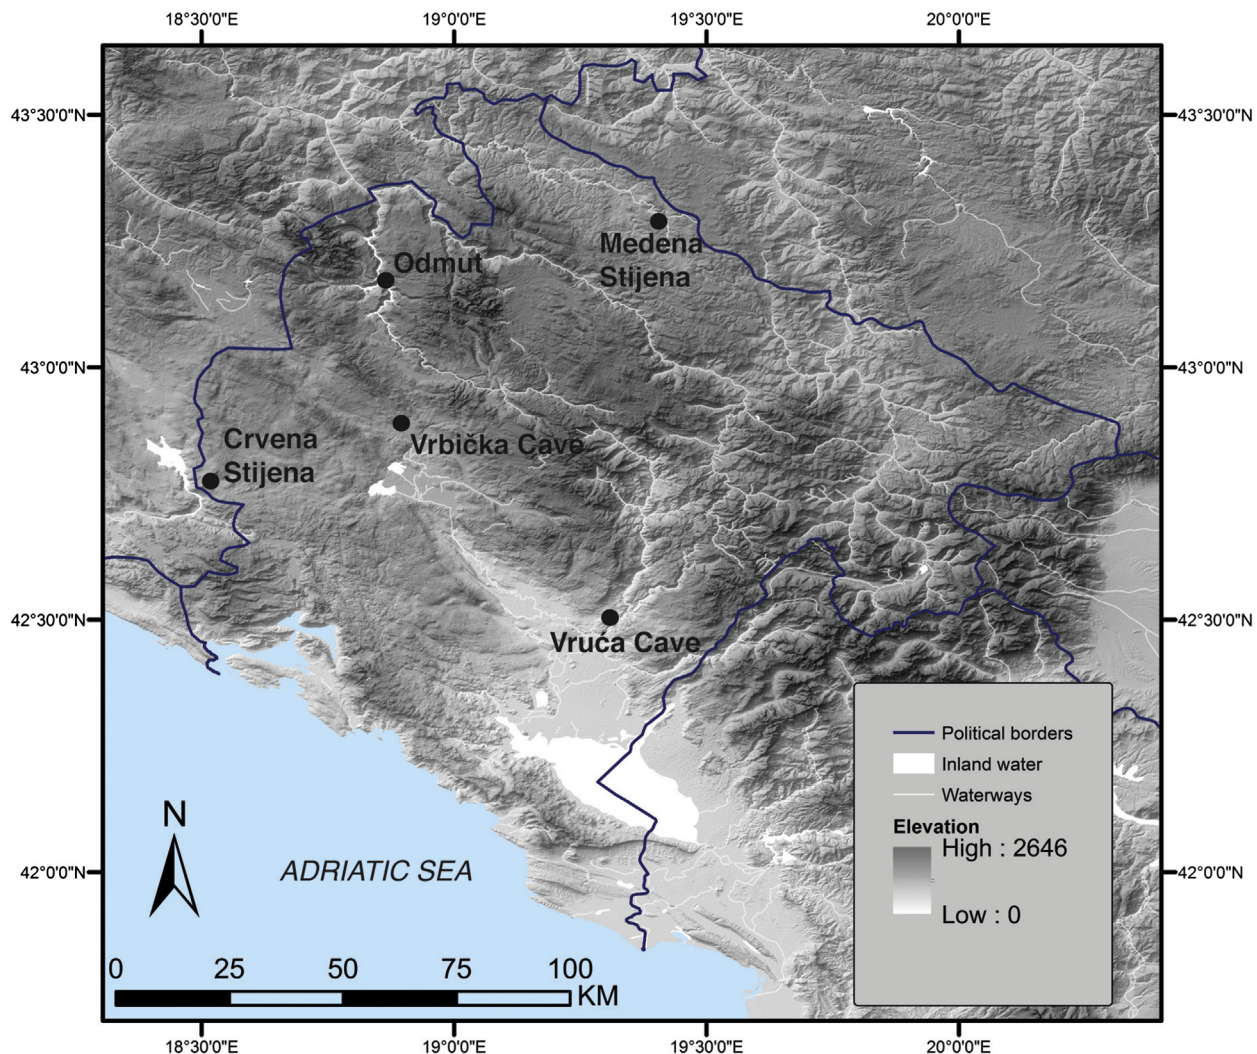 18°30'0"E 19°0'0"E 19°30'0"E 20°0'0"E
43°30'0"N 43°30'0"N
Medena
Stijena
Odmut
43°0'0"N 43°0'0"N
Crvena
Stijena
Vrbička Cave
42°30'0"N 42°30'0"N
Vruća Cave
Political borders
Inland water
Waterways
Elevation
High : 2646
Low : 0
N
ADRIATIC SEA
42°0'0"N 42°0'0"N
0 25 50 75 100
KM
18°30'0"E 19°0'0"E 19°30'0"E 20°0'0"E